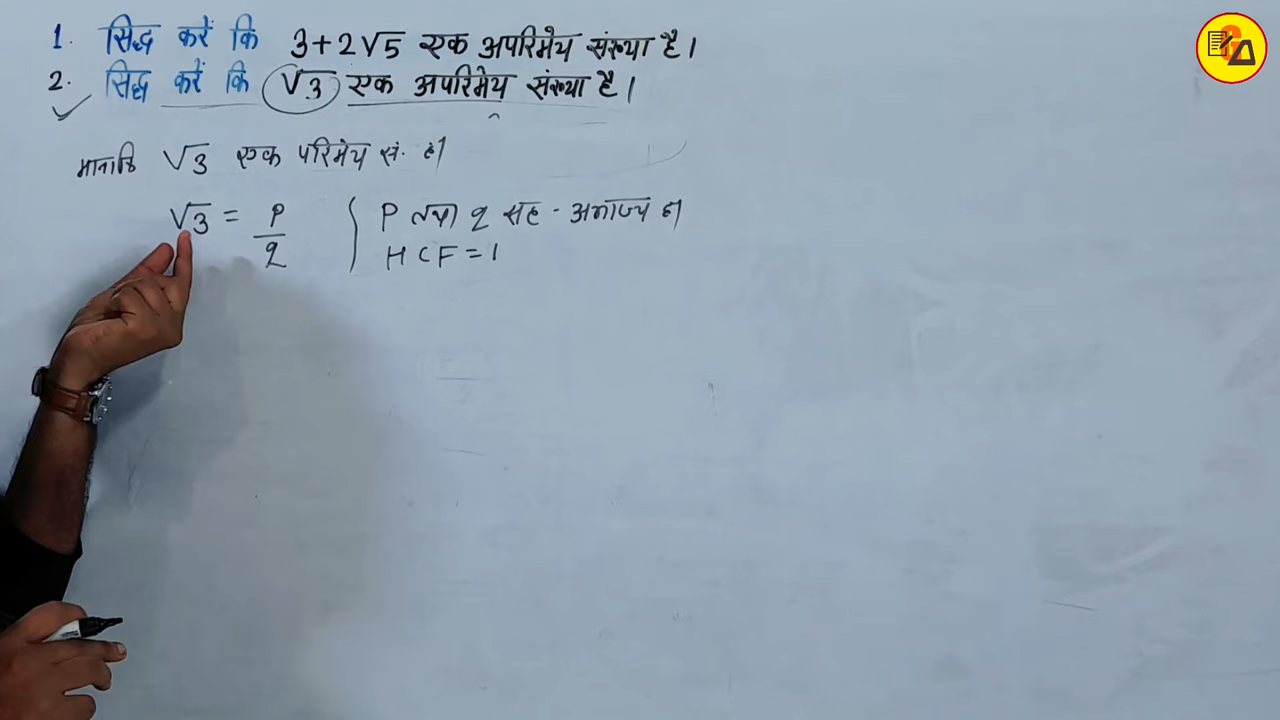 1. सिद्ध करें कि 3+2√5 एक अपरिमेय संख्या है।
2. सिद्ध करें कि √3 एक अपरिमेय संख्या है।
माना कि √3 एक परिमेय सं. है।
√3 = p/q
P तथा q सह-अभाज्य है।
HCF = 1